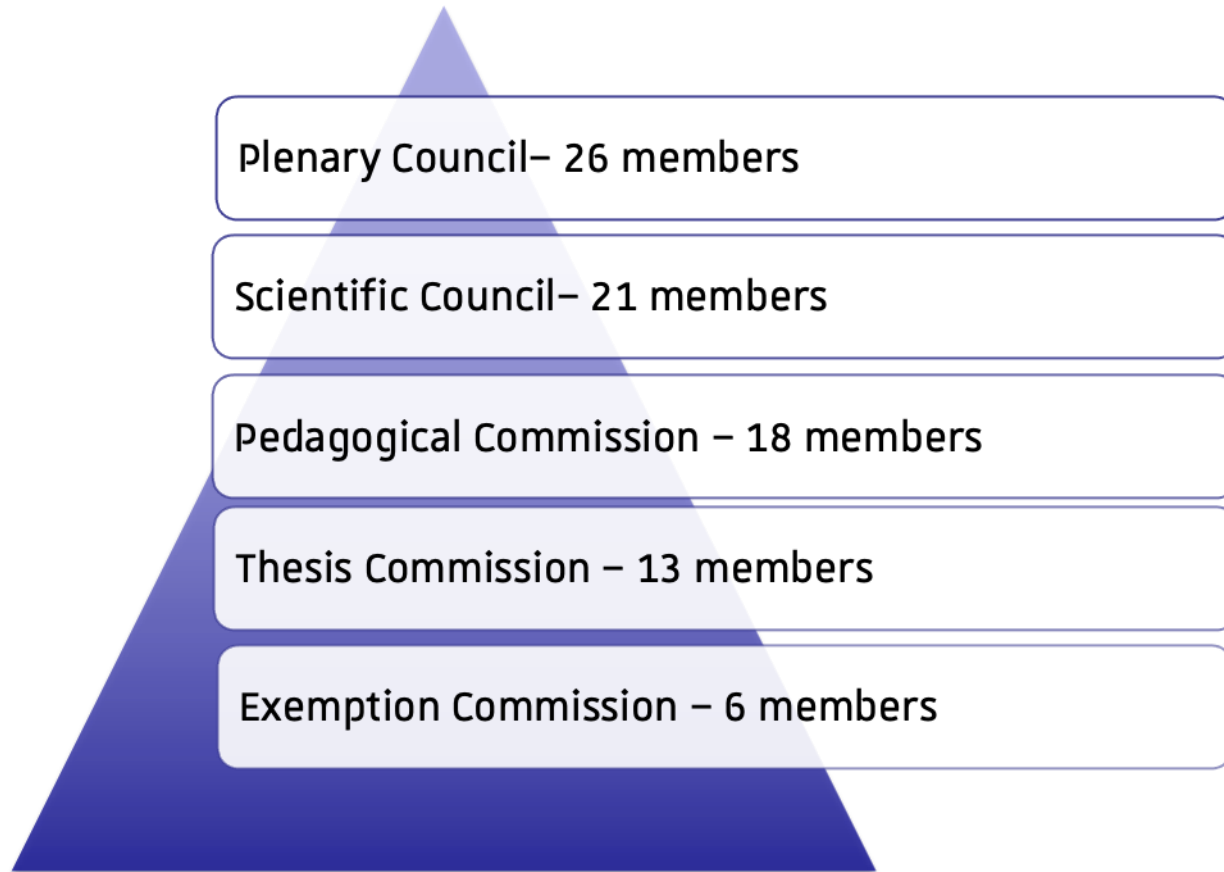 Plenary Council– 26 members
Scientific Council– 21 members
Pedagogical Commission – 18 members
Thesis Commission – 13 members
Exemption Commission – 6 members